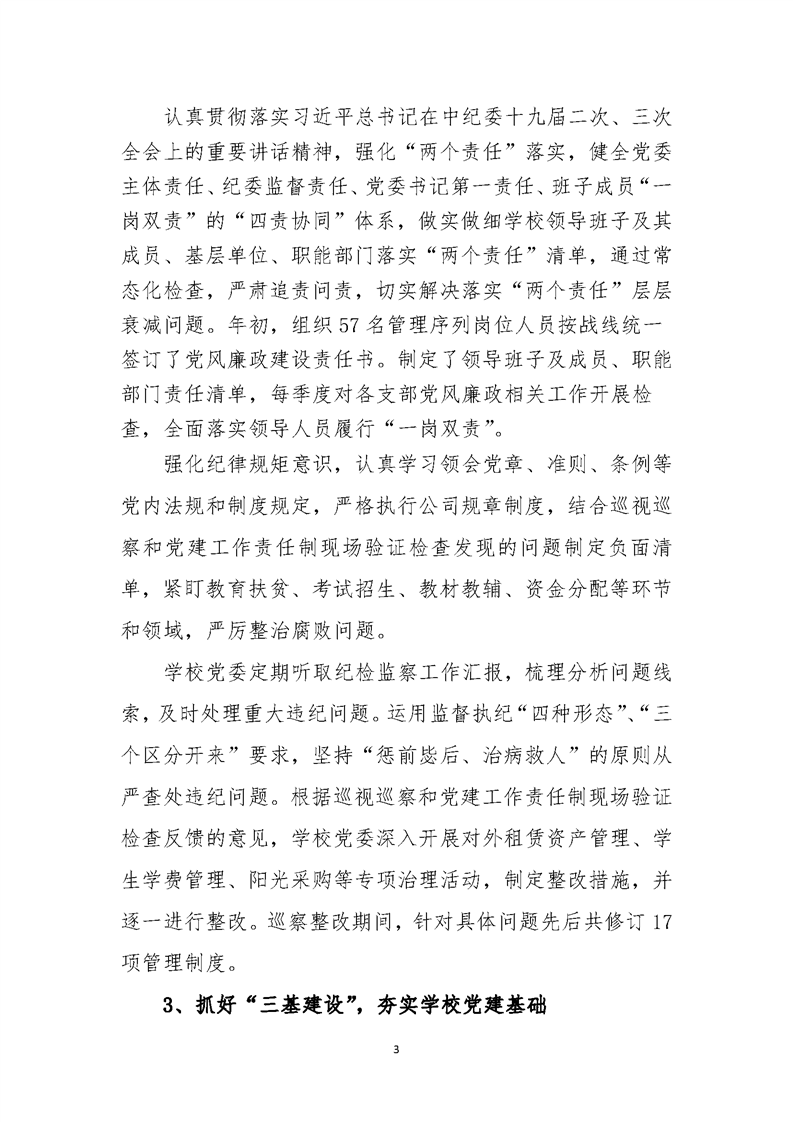 认真贯彻落实习近平总书记在中纪委十九届二次、三次
全会上的重要讲话精神，强化“两个责任”落实，健全党委
主体责任、纪委监督责任、党委书记第一责任、班子成员“一
岗双责”的“四责协同”体系，做实做细学校领导班子及其
成员、基层单位、职能部门落实“两个责任”清单，通过常
态化检查，严肃追责问责，切实解决落实“两个责任”层层
衰减问题。年初，组织 57 名管理序列岗位人员按战线统一
签订了党风廉政建设责任书。制定了领导班子及成员、职能
部门责任清单，每季度对各支部党风廉政相关工作开展检
查，全面落实领导人员履行“一岗双责”。
强化纪律规矩意识，认真学习领会党章、准则、条例等
党内法规和制度规定，严格执行公司规章制度，结合巡视巡
察和党建工作责任制现场验证检查发现的问题制定负面清
单，紧盯教育扶贫、考试招生、教材教辅、资金分配等环节
和领域，严厉整治腐败问题。
学校党委定期听取纪检监察工作汇报，梳理分析问题线
索，及时处理重大违纪问题。运用监督执纪“四种形态”、“三
个区分开来”要求，坚持“惩前毖后、治病救人”的原则从
严查处违纪问题。根据巡视巡察和党建工作责任制现场验证
检查反馈的意见，学校党委深入开展对外租赁资产管理、学
生学费管理、阳光采购等专项治理活动，制定整改措施，并
逐一进行整改。巡察整改期间，针对具体问题先后共修订 17
项管理制度。
3、抓好“三基建设”，夯实学校党建基础
3